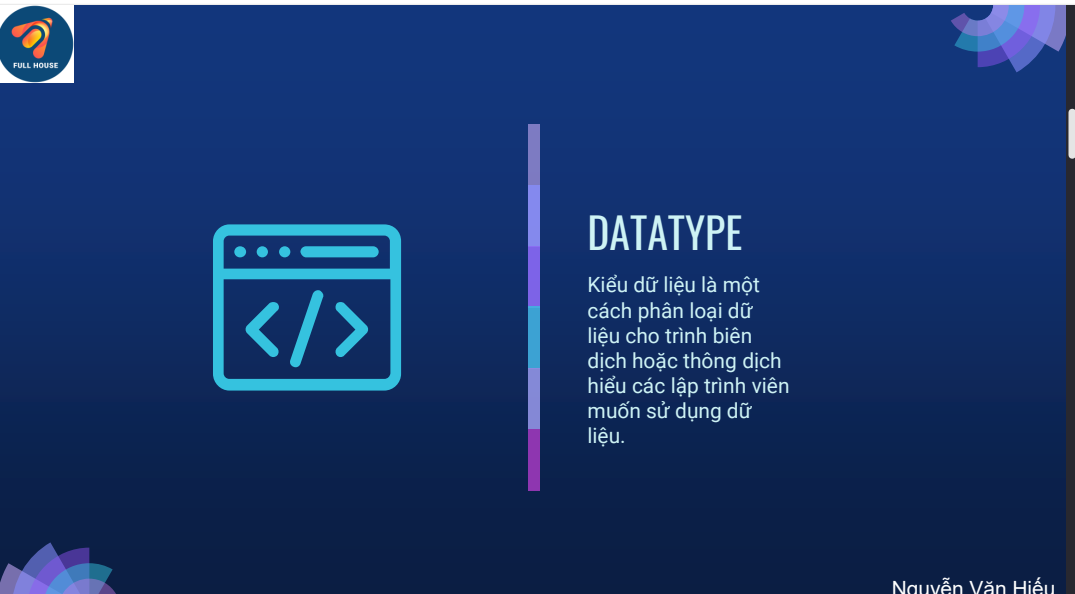 FULL HOUSE
DATATYPE
Kiểu dữ liệu là một
cách phân loại dữ
liệu cho trình biên
dịch hoặc thông dịch
hiểu các lập trình viên
muốn sử dụng dữ
liệu.
Nguyễn Văn Hiếu